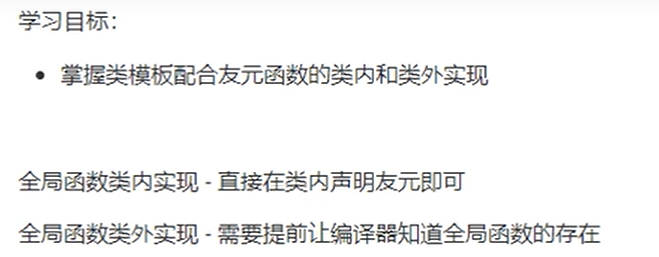 学习目标：
• 掌握类模板配合友元函数的类内和类外实现
全局函数类内实现 - 直接在类内声明友元即可
全局函数类外实现 - 需要提前让编译器知道全局函数的存在